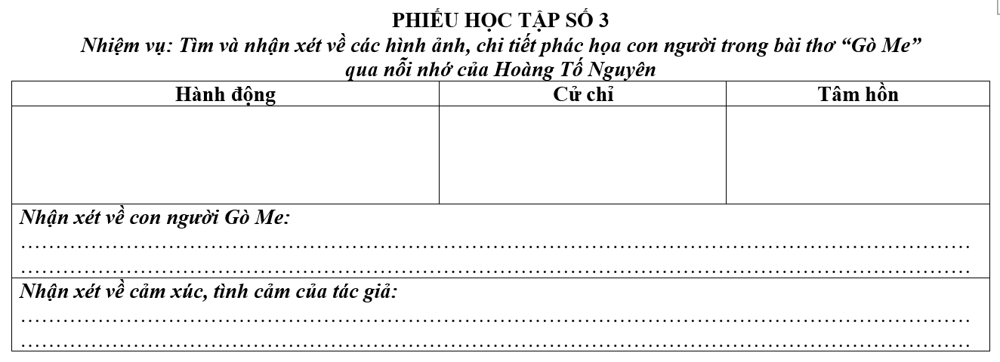 PHIẾU HỌC TẬP SỐ 3
Nhiệm vụ: Tìm và nhận xét về các hình ảnh, chi tiết phác họa con người trong bài thơ “Gò Me”
qua nỗi nhớ của Hoàng Tố Nguyên
Hành động Cử chỉ Tâm hồn
Nhận xét về con người Gò Me:
……………………………………………………………………………………………………………………
……………………………………………………………………………………………………………………
Nhận xét về cảm xúc, tình cảm của tác giả:
……………………………………………………………………………………………………………………
……………………………………………………………………………………………………………………